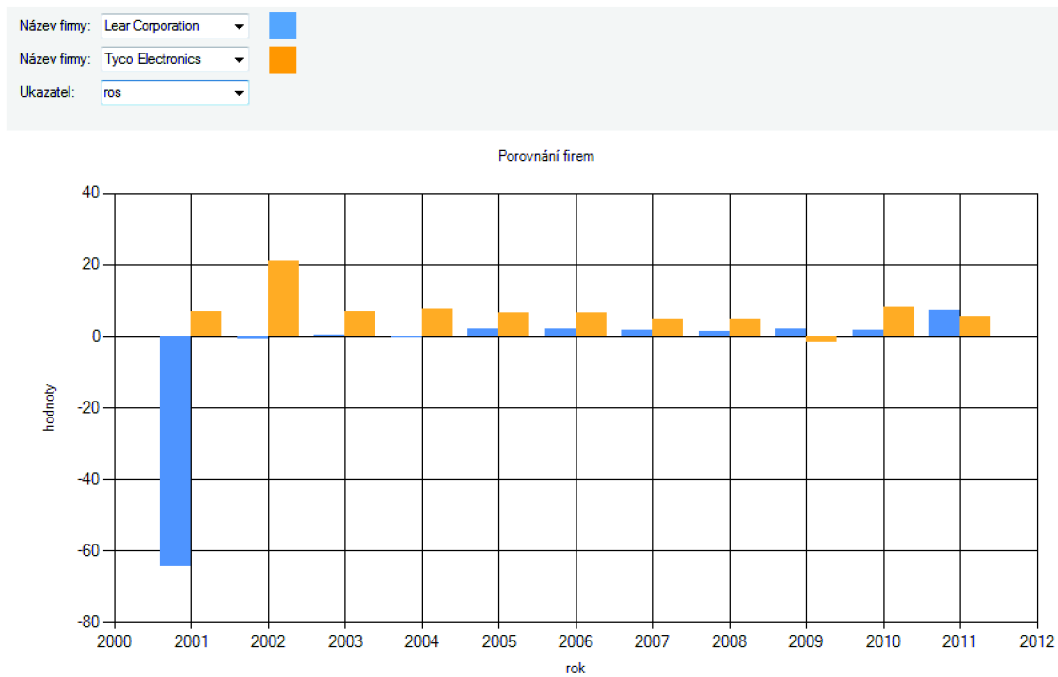 Název firmy: Lear Corporation
Název firmy: Tyco Electronics
Ukazatel: ros
Porovnání firem
40
20
0
-20
-40
-60
-80
hodnoty
2000 2001 2002 2003 2004 2005 2006 2007 2008 2009 2010 2011 2012
rok